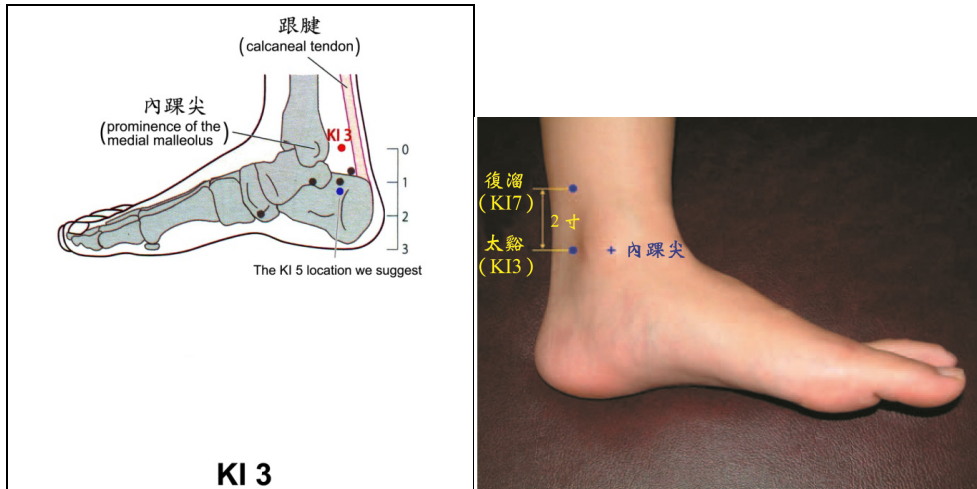 跟腱
(calcaneal tendon)
內踝尖
(prominence of the
medial malleolus)
KI 3
0
1
2
3
The KI 5 location we suggest
KI 3
復溜
(KI7)
2寸
太谿
(KI3)
內踝尖